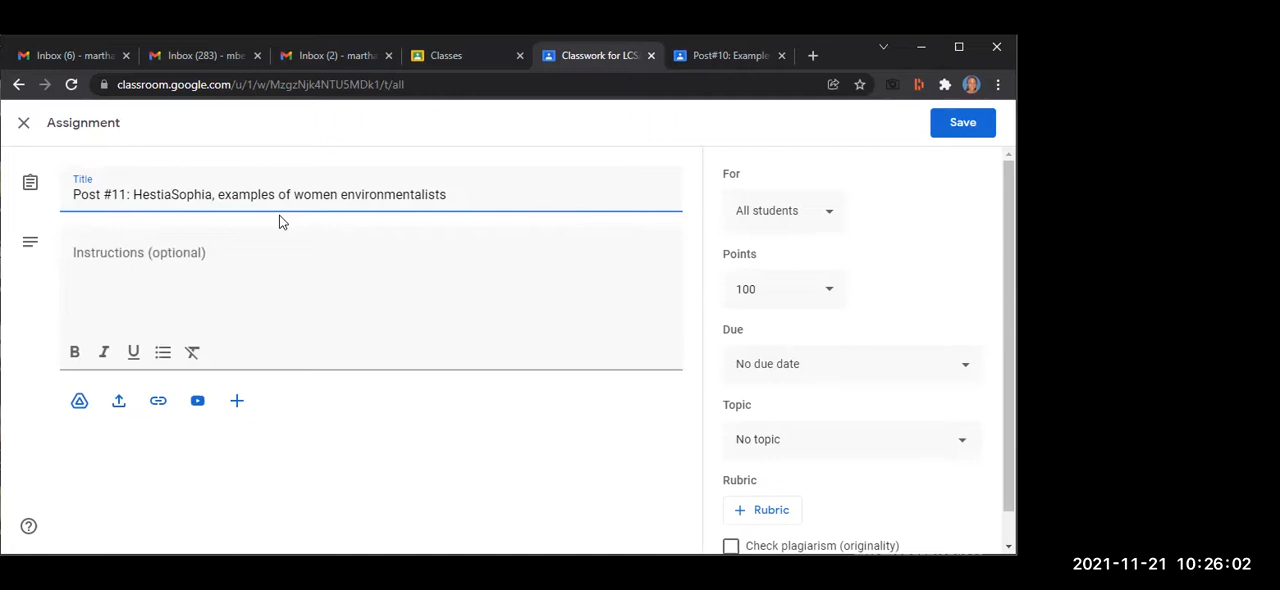 Inbox (6) - martha
Inbox (283) - mbe
Inbox (2) - martha
Classes
Classwork for LCS
Post#10: Example
classroom.google.com/u/1/w/MzgzNjk4NTU5MDk1/t/all
Assignment
Save
Title
Post #11: HestiaSophia, examples of women environmentalists
Instructions (optional)
B I U
For
All students
Points
100
Due
No due date
Topic
No topic
Rubric
+ Rubric
Check plagiarism (originality)
2021-11-21 10:26:02